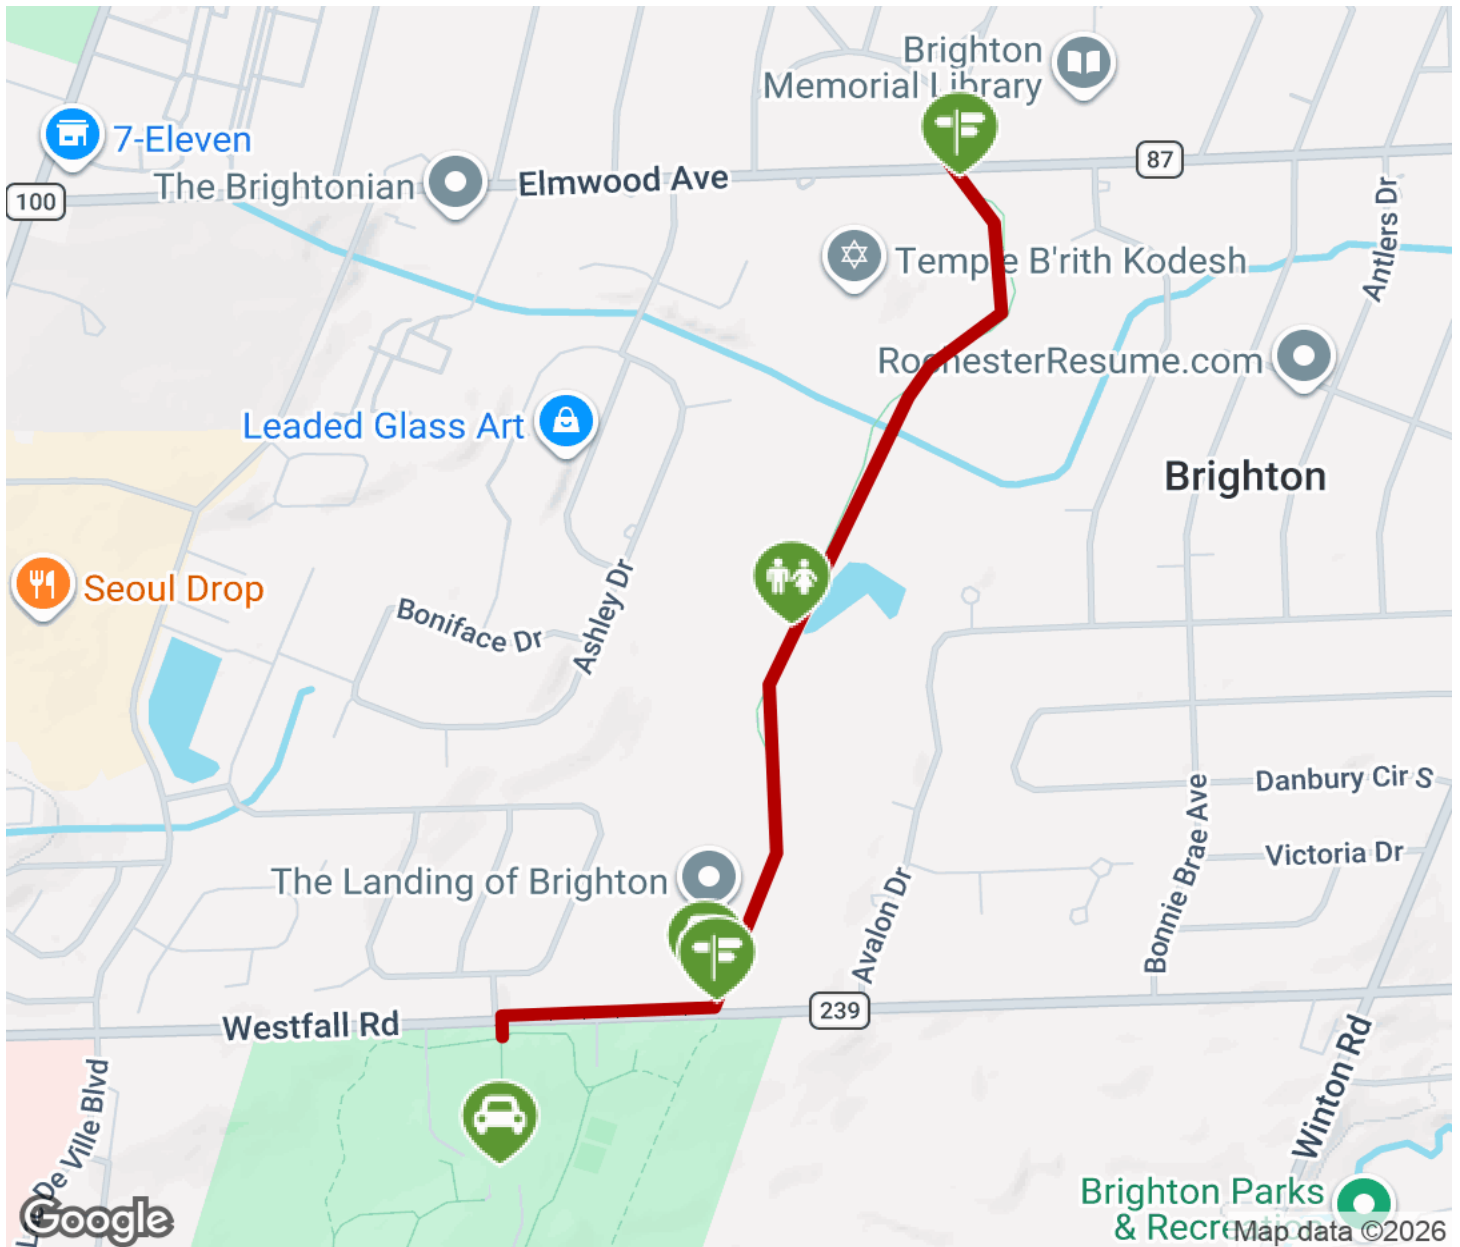 Brighton
Memorial Library
7-Eleven
87
The Brightonian
Elmwood Ave
100
Antlers Dr
Temple B'rith Kodesh
RochesterResume.com
Leaded Glass Art
Brighton
Seoul Drop
Boniface Dr
Ashley Dr
Danbury Cir S
Bonnie Brae Ave
Victoria Dr
The Landing of Brighton
Avalon Dr
239
Westfall Rd
Winton Rd
De Ville Blvd
Brighton Parks
& Recreation
Google
Map data ©2026